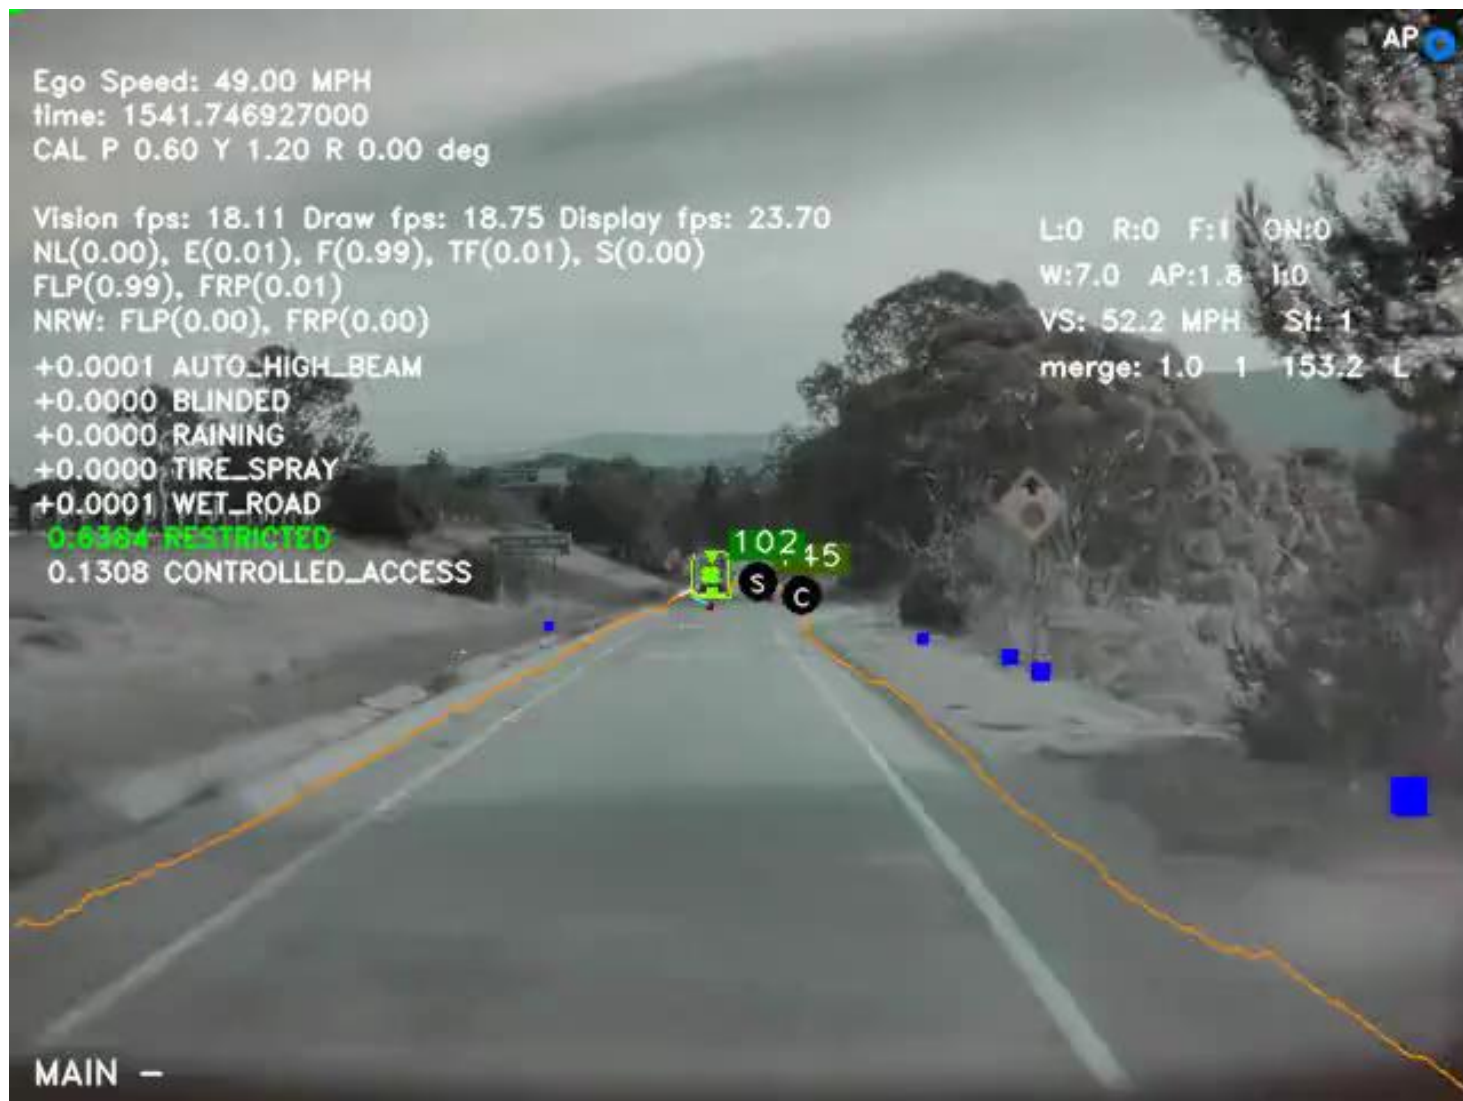 AP
Ego Speed: 49.00 MPH
time: 1541.746927000
CAL P 0.60 Y 1.20 R 0.00 deg
Vision fps: 18.11 Draw fps: 18.75 Display fps: 23.70
NL(0.00), E(0.01), F(0.99), TF(0.01), S(0.00)
FLP(0.99), FRP(0.01)
NRW: FLP(0.00), FRP(0.00)
L:0 R:0 F:1 ON:0
W:7.0 AP:1.8 I:0
VS: 52.2 MPH St: 1
merge: 1.0 1 153.2 L
+0.0001 AUTO_HIGH_BEAM
+0.0000 BLINDED
+0.0000 RAINING
+0.0000 TIRE_SPRAY
+0.0001 WET_ROAD
0.6384 RESTRICTED
0.1308 CONTROLLED_ACCESS
102
45
S
C
MAIN -